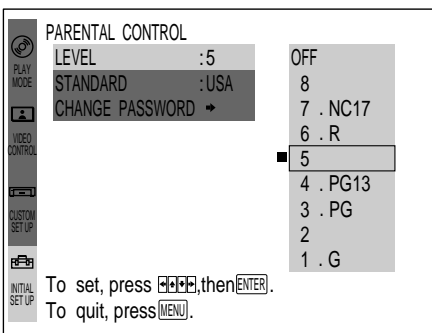 PARENTAL CONTROL
LEVEL :5
STANDARD :USA
CHANGE PASSWORD ➡
OFF
8
7 . NC17
6 . R
5
4 . PG13
3 . PG
2
1 . G
PLAY
MODE
VIDEO
CONTROL
CUSTOM
SET UP
INITIAL
SET UP
To set, press ←↑↓→,then ENTER.
To quit, press MENU.